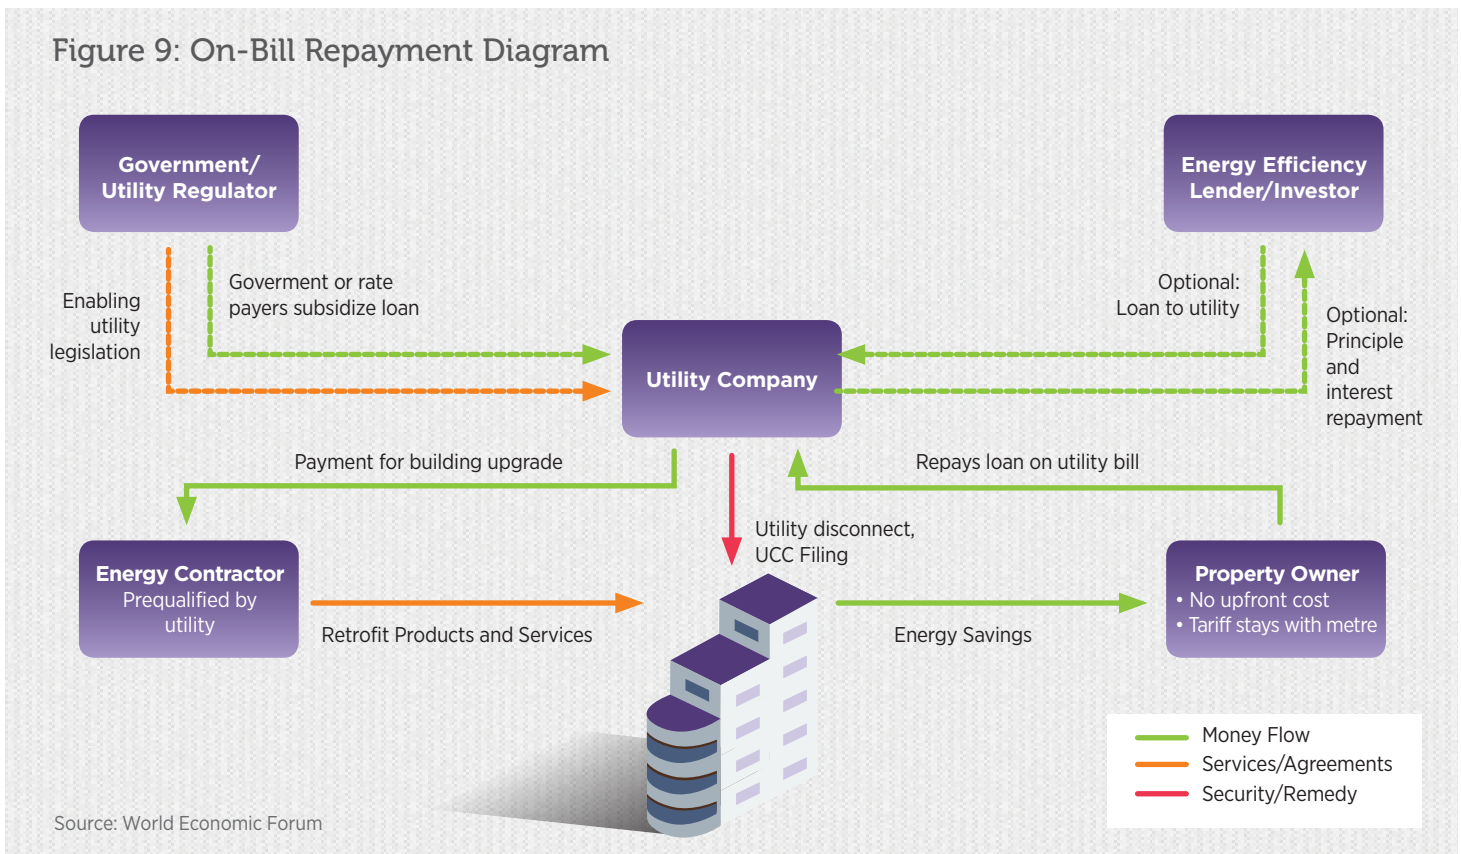 Figure 9: On-Bill Repayment Diagram
Government/
Utility Regulator
Energy Efficiency
Lender/Investor
Enabling
utility
legislation
Goverment or rate
payers subsidize loan
Optional:
Loan to utility
Optional:
Principle
and
interest
repayment
Utility Company
Payment for building upgrade
Repays loan on utility bill
Utility disconnect,
UCC Filing
Energy Contractor
Prequalified by
utility
Retrofit Products and Services
Energy Savings
Property Owner
• No upfront cost
• Tariff stays with metre
Money Flow
Services/Agreements
Security/Remedy
Source: World Economic Forum